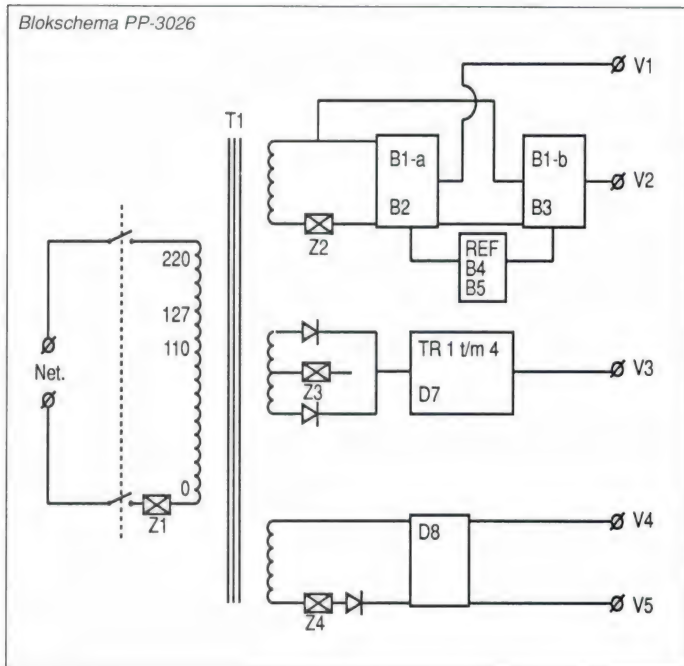 Blokschema PP-3026
V1
T1
B1-a
B1-b
V2
B2
B3
Z2
REF
B4
B5
220
127
110
Net.
0
Z1
TR 1 t/m 4
V3
Z3
D7
D8
V4
Z4
V5